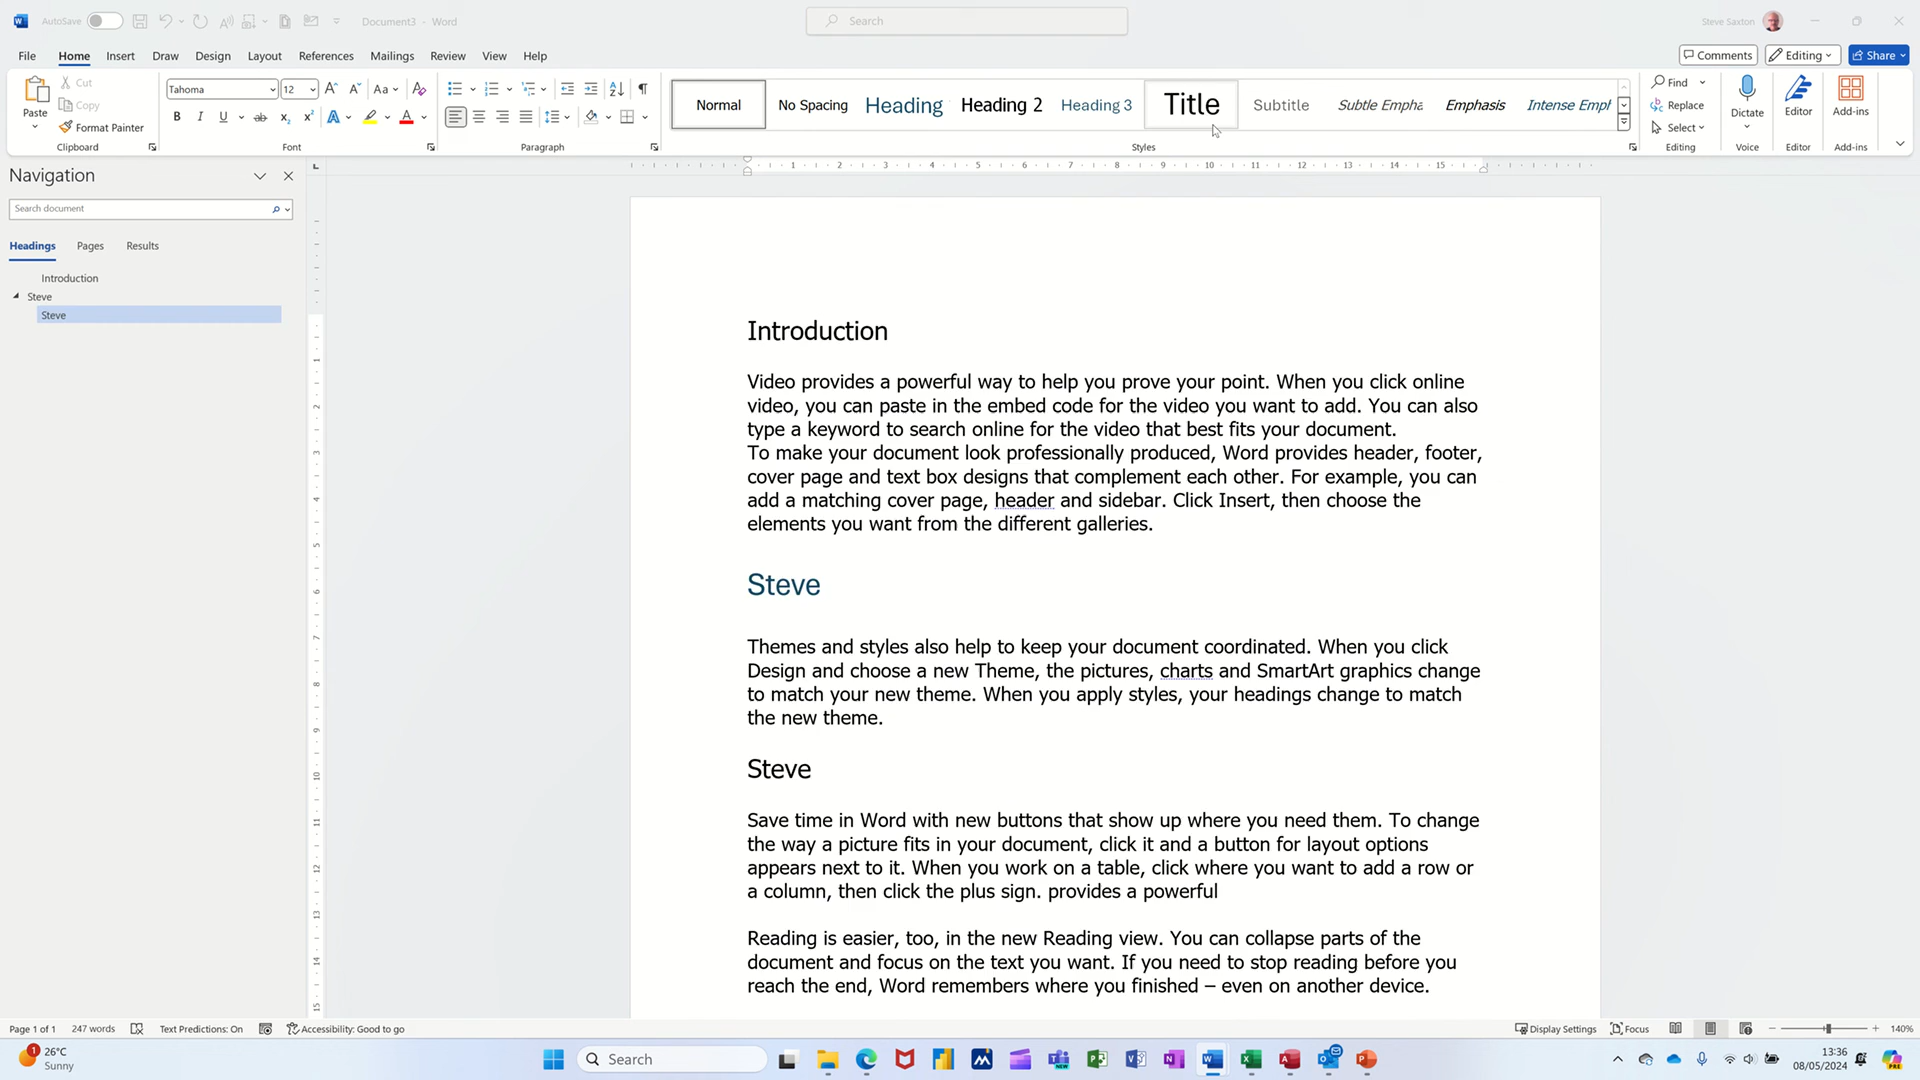 AutoSave
Document3 - Word
Search
Steve Saxton
File Home Insert Draw Design Layout References Mailings Review View Help
Comments Editing Share
Paste
Cut
Copy
Format Painter
Clipboard
Tahoma 12
Font
Paragraph
Normal No Spacing Heading Heading 2 Heading 3 Title Subtitle Subtle Empha Emphasis Intense Empl
Styles
Find
Replace
Select
Editing
Dictate
Voice
Editor
Editor
Add-ins
Add-ins
Navigation
Search document
Headings Pages Results
Introduction
Steve
Steve
1 2 3 4 5 6 7 8 9 10 11 12 13 14 15
Introduction
Video provides a powerful way to help you prove your point. When you click online
video, you can paste in the embed code for the video you want to add. You can also
type a keyword to search online for the video that best fits your document.
To make your document look professionally produced, Word provides header, footer,
cover page and text box designs that complement each other. For example, you can
add a matching cover page, header and sidebar. Click Insert, then choose the
elements you want from the different galleries.
Steve
Themes and styles also help to keep your document coordinated. When you click
Design and choose a new Theme, the pictures, charts and SmartArt graphics change
to match your new theme. When you apply styles, your headings change to match
the new theme.
Steve
Save time in Word with new buttons that show up where you need them. To change
the way a picture fits in your document, click it and a button for layout options
appears next to it. When you work on a table, click where you want to add a row or
a column, then click the plus sign. provides a powerful
Reading is easier, too, in the new Reading view. You can collapse parts of the
document and focus on the text you want. If you need to stop reading before you
reach the end, Word remembers where you finished – even on another device.
Page 1 of 1 247 words Text Predictions: On Accessibility: Good to go
Display Settings Focus 140%
26°C
Sunny
Search
13:36
08/05/2024